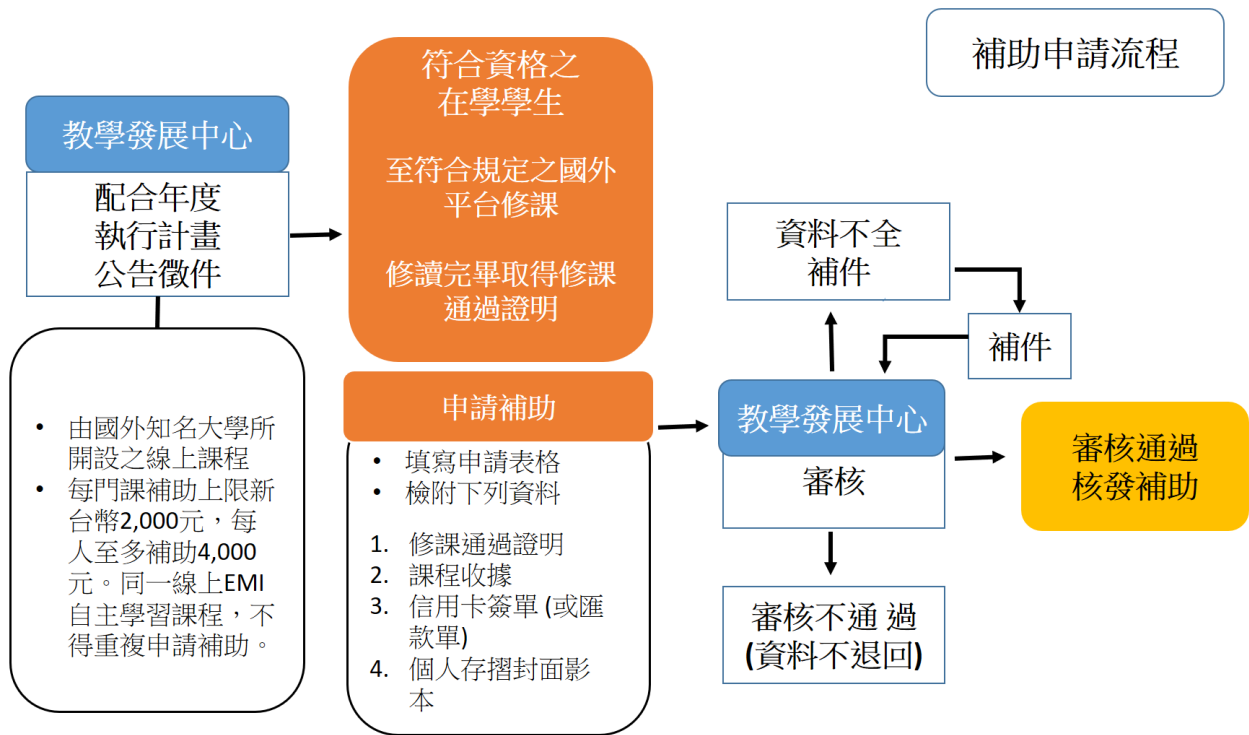 補助申請流程
教學發展中心
配合年度
執行計畫
公告徵件
• 由國外知名大學所
開設之線上課程
• 每門課補助上限新
台幣2,000元，每
人至多補助4,000
元。同一線上EMI
自主學習課程，不
得重複申請補助。
符合資格之
在學學生
至符合規定之國外
平台修課
修讀完畢取得修課
通過證明
申請補助
• 填寫申請表格
• 檢附下列資料
1. 修課通過證明
2. 課程收據
3. 信用卡簽單 (或匯
款單)
4. 個人存摺封面影
本
資料不全
補件
補件
教學發展中心
審核
審核通過
核發補助
審核不通 過
(資料不退回)